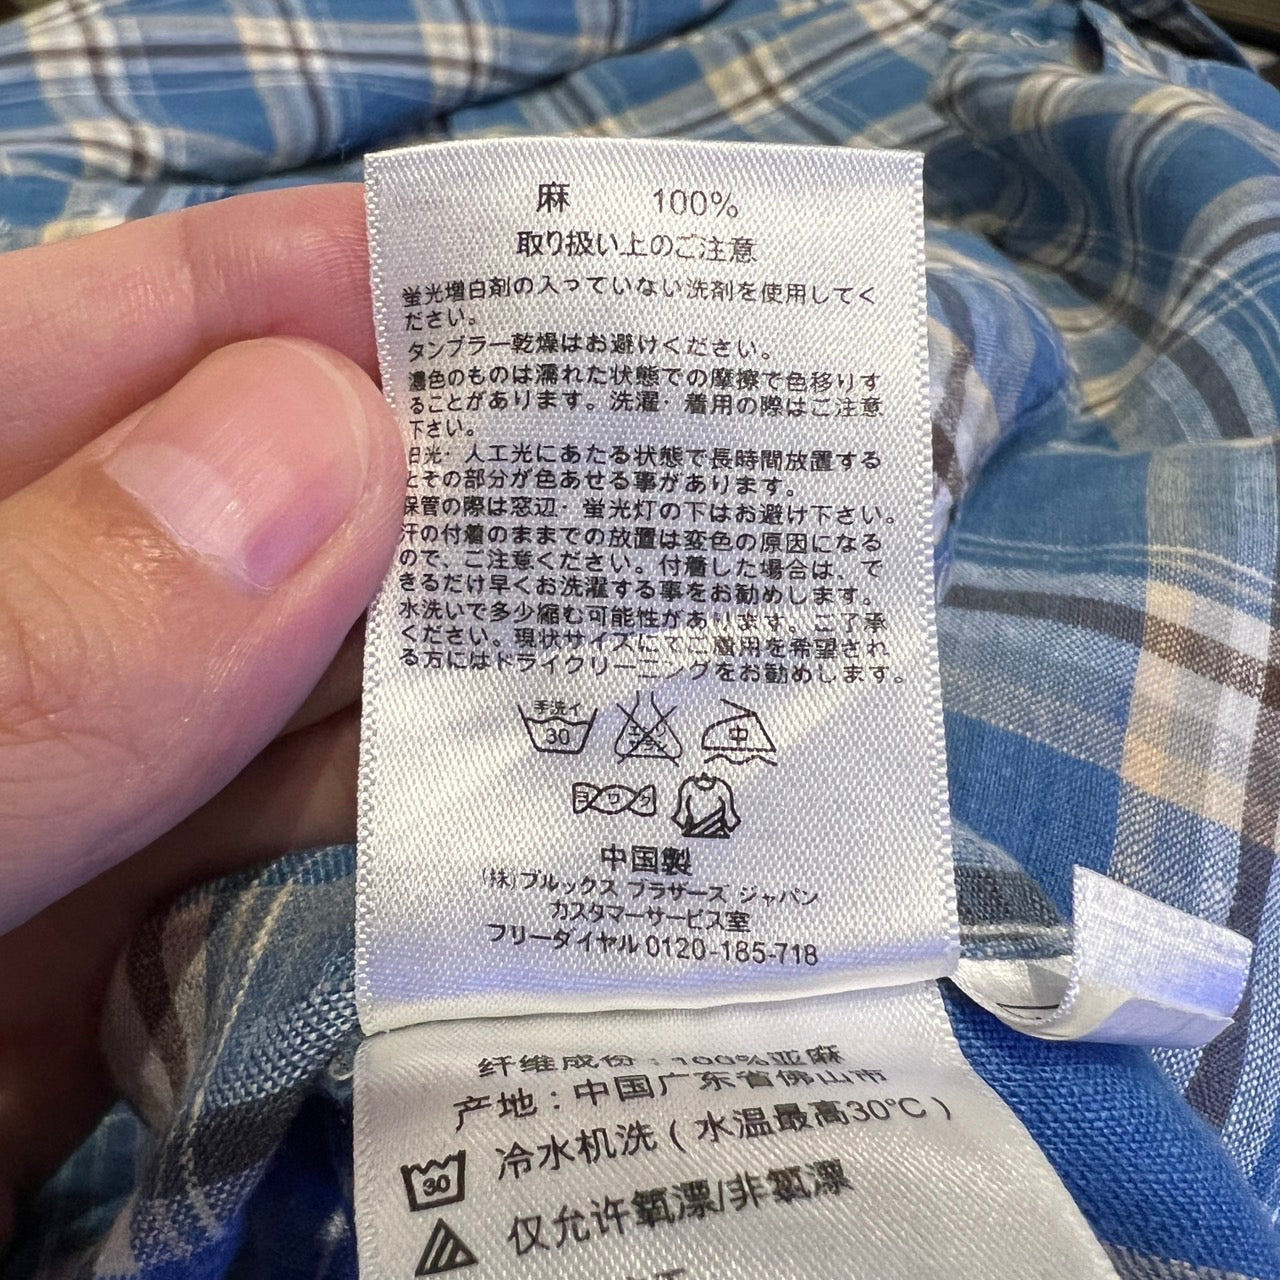 麻 100%
取り扱い上のご注意
蛍光増白剤の入っていない洗剤を使用してく
ださい。
タンブラー乾燥はお避けください。
濃色のものは濡れた状態での摩擦で色移りす
ることがあります。洗濯・着用の際はご注意
下さい。
日光・人工光にあたる状態で長時間放置する
とその部分が色あせる事があります。
保管の際は窓辺・蛍光灯の下はお避け下さい。
汗の付着のままでの放置は変色の原因になる
ので、ご注意ください。付着した場合は、で
きるだけ早くお洗濯する事をお勧めします。
水洗いで多少縮む可能性があります。ご了承
ください。現状サイズにてご着用を希望され
る方にはドライクリーニングをお勧めします。
手洗イ
30 エンソサラシ 中
ヨワク
中国製
(株)ブルックス ブラザーズ ジャパン
カスタマーサービス室
フリーダイヤル 0120-185-718
纤维成份：100%亚麻
产地：中国广东省佛山市
30 冷水机洗（水温最高30°C）
仅允许氧漂/非氯漂